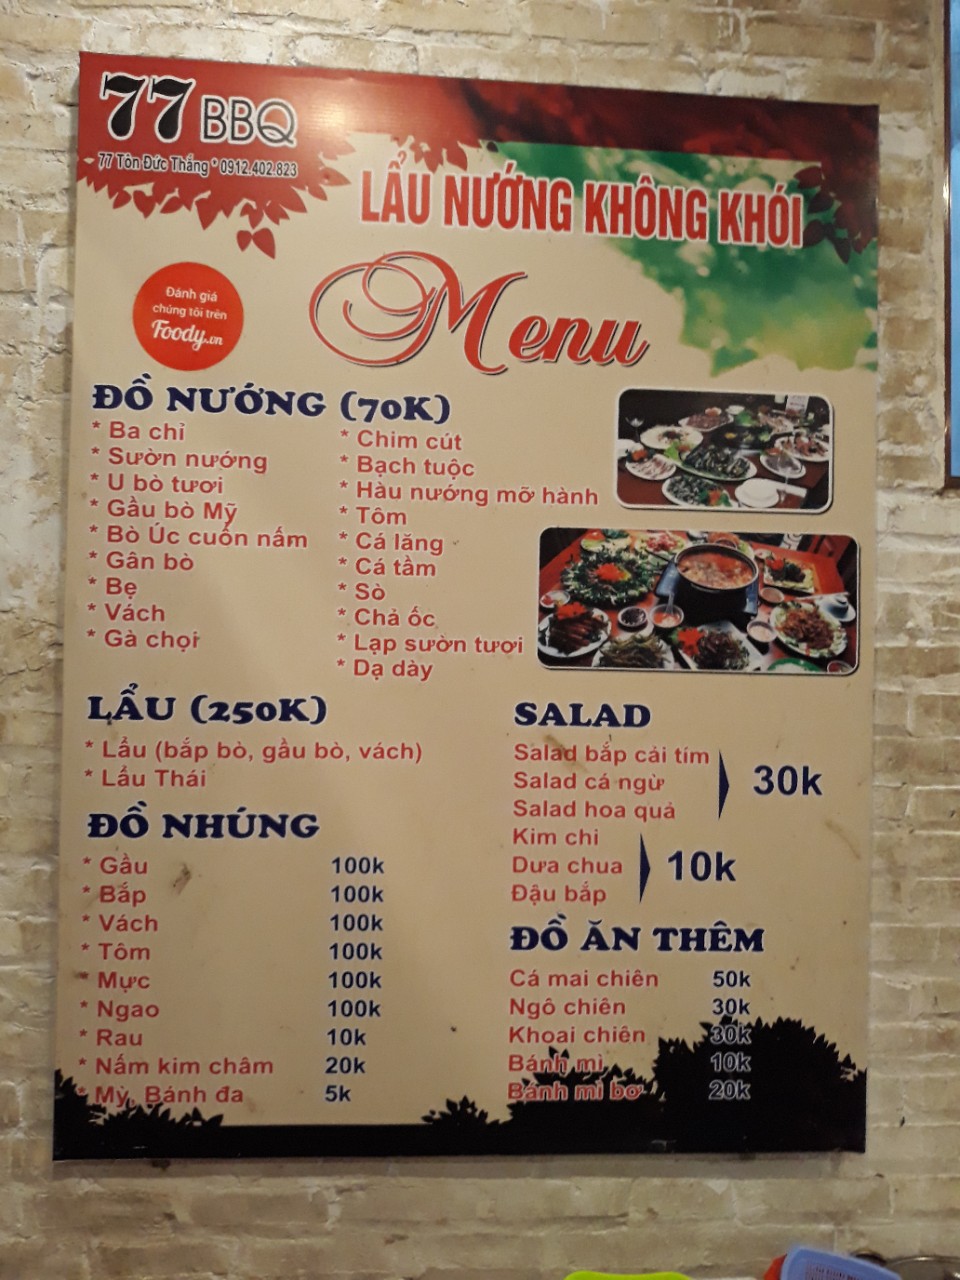 77 BBQ
77 Tôn Đức Thắng * 0912.402.823
LẨU NƯỚNG KHÔNG KHÓI
Menu
Đánh giá
chúng tôi trên
Foody.vn
ĐỒ NƯỚNG (70K)
* Ba chỉ
* Sườn nướng
* U bò tươi
* Gầu bò Mỹ
* Bò Úc cuốn nấm
* Gân bò
* Bẹ
* Vách
* Gà chọi
* Chim cút
* Bạch tuộc
* Hàu nướng mỡ hành
* Tôm
* Cá lăng
* Cá tầm
* Sò
* Chả ốc
* Lạp sườn tươi
* Dạ dày
LẨU (250K)
* Lẩu (bắp bò, gầu bò, vách)
* Lẩu Thái
ĐỒ NHÚNG
* Gầu 100k
* Bắp 100k
* Vách 100k
* Tôm 100k
* Mực 100k
* Ngao 100k
* Rau 10k
* Nấm kim châm 20k
* Mỳ, Bánh đa 5k
SALAD
Salad bắp cải tím
Salad cá ngừ
Salad hoa quả
30k
Kim chi
Dưa chua
Đậu bắp
10k
ĐỒ ĂN THÊM
Cá mai chiên 50k
Ngô chiên 30k
Khoai chiên 30k
Bánh mì 10k
Bánh mì bơ 20k